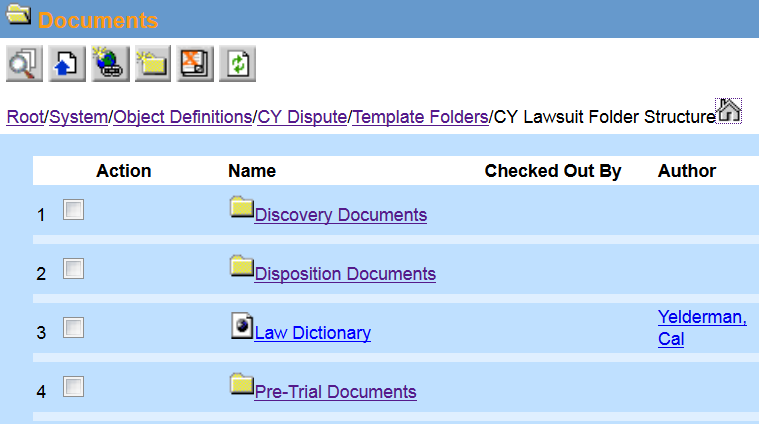 Documents
Root/System/Object Definitions/CY Dispute/Template Folders/CY Lawsuit Folder Structure
Action Name Checked Out By Author
1 Discovery Documents
2 Disposition Documents
3 Law Dictionary Yelderman,
Cal
4 Pre-Trial Documents